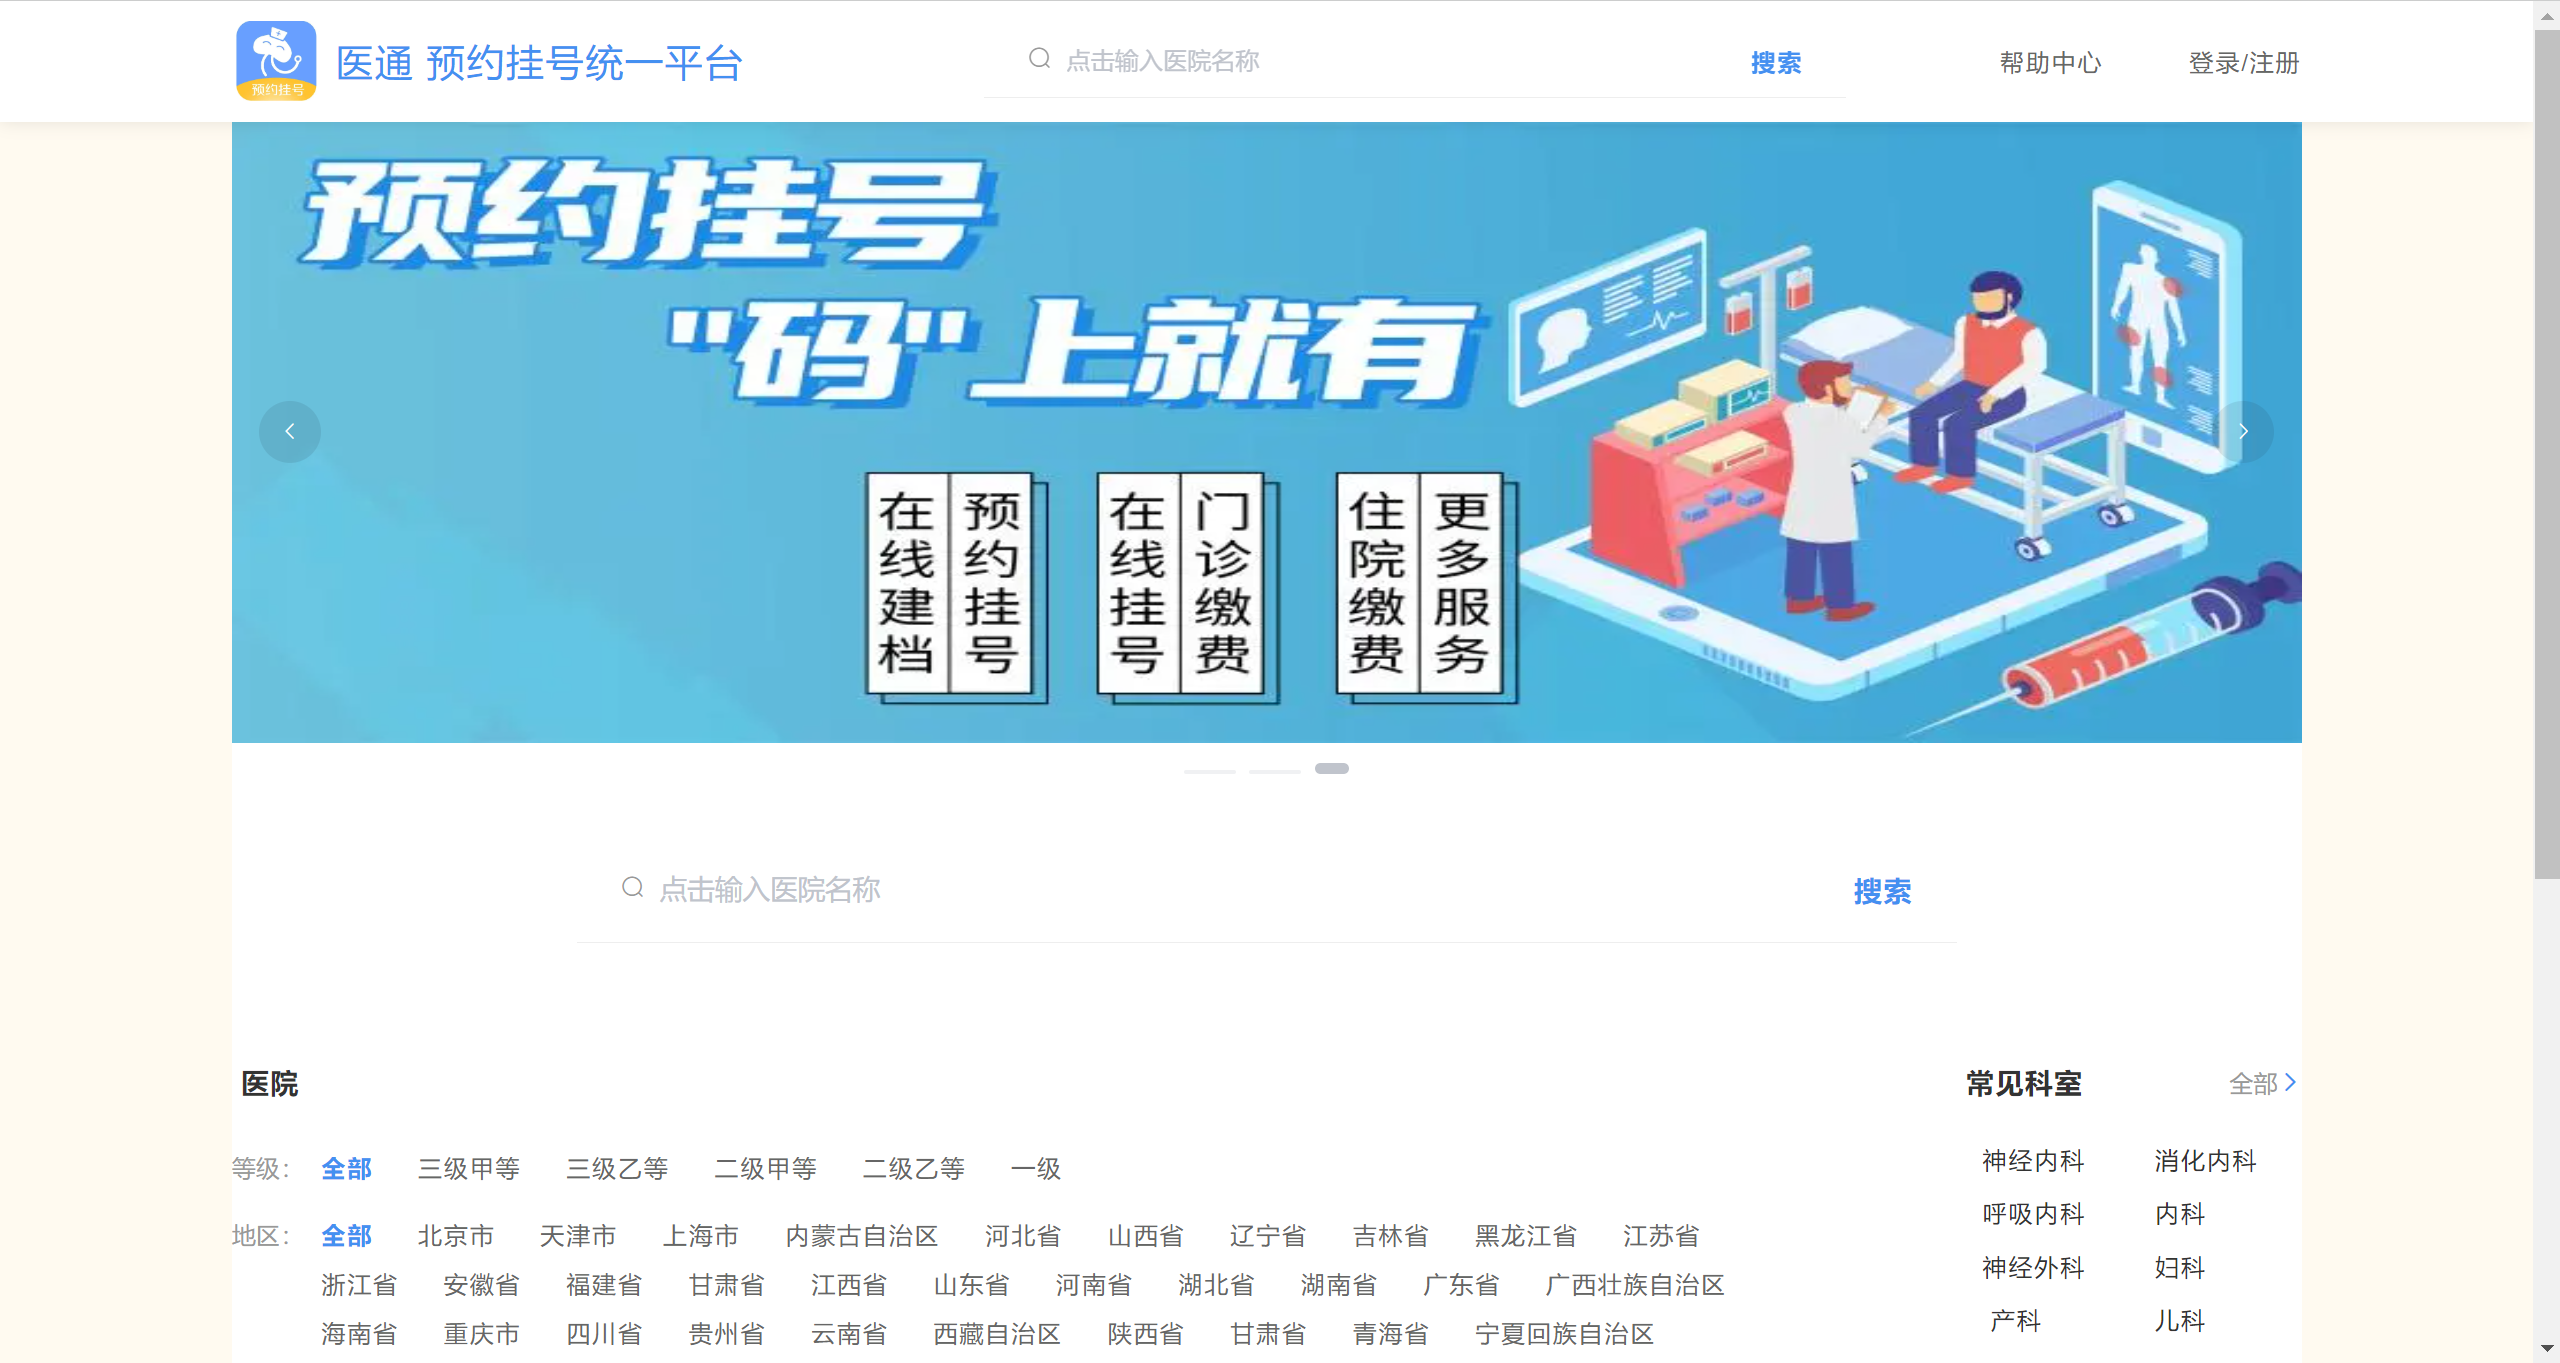 预约挂号
医通 预约挂号统一平台
点击输入医院名称
搜索
帮助中心
登录/注册
预约挂号
"码"上就有
在线建档
预约挂号
在线挂号
门诊缴费
住院缴费
更多服务
点击输入医院名称
搜索
医院
等级： 全部 三级甲等 三级乙等 二级甲等 二级乙等 一级
地区： 全部 北京市 天津市 上海市 内蒙古自治区 河北省 山西省 辽宁省 吉林省 黑龙江省 江苏省
浙江省 安徽省 福建省 甘肃省 江西省 山东省 河南省 湖北省 湖南省 广东省 广西壮族自治区
海南省 重庆市 四川省 贵州省 云南省 西藏自治区 陕西省 甘肃省 青海省 宁夏回族自治区
常见科室 全部
神经内科 消化内科
呼吸内科 内科
神经外科 妇科
产科 儿科